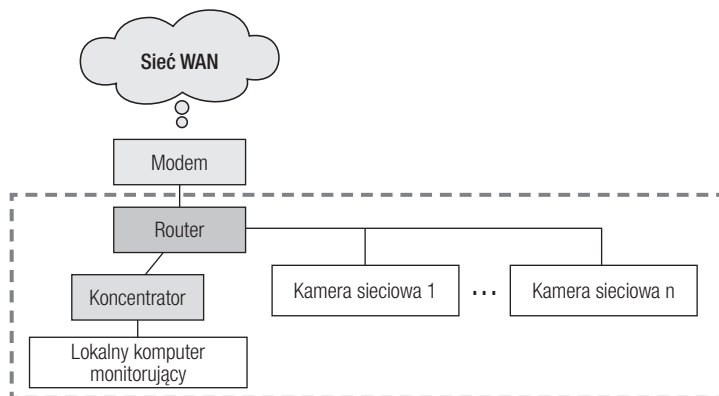 Sieć WAN
Modem
Router
Koncentrator
Kamera sieciowa 1
...
Kamera sieciowa n
Lokalny komputer
monitorujący